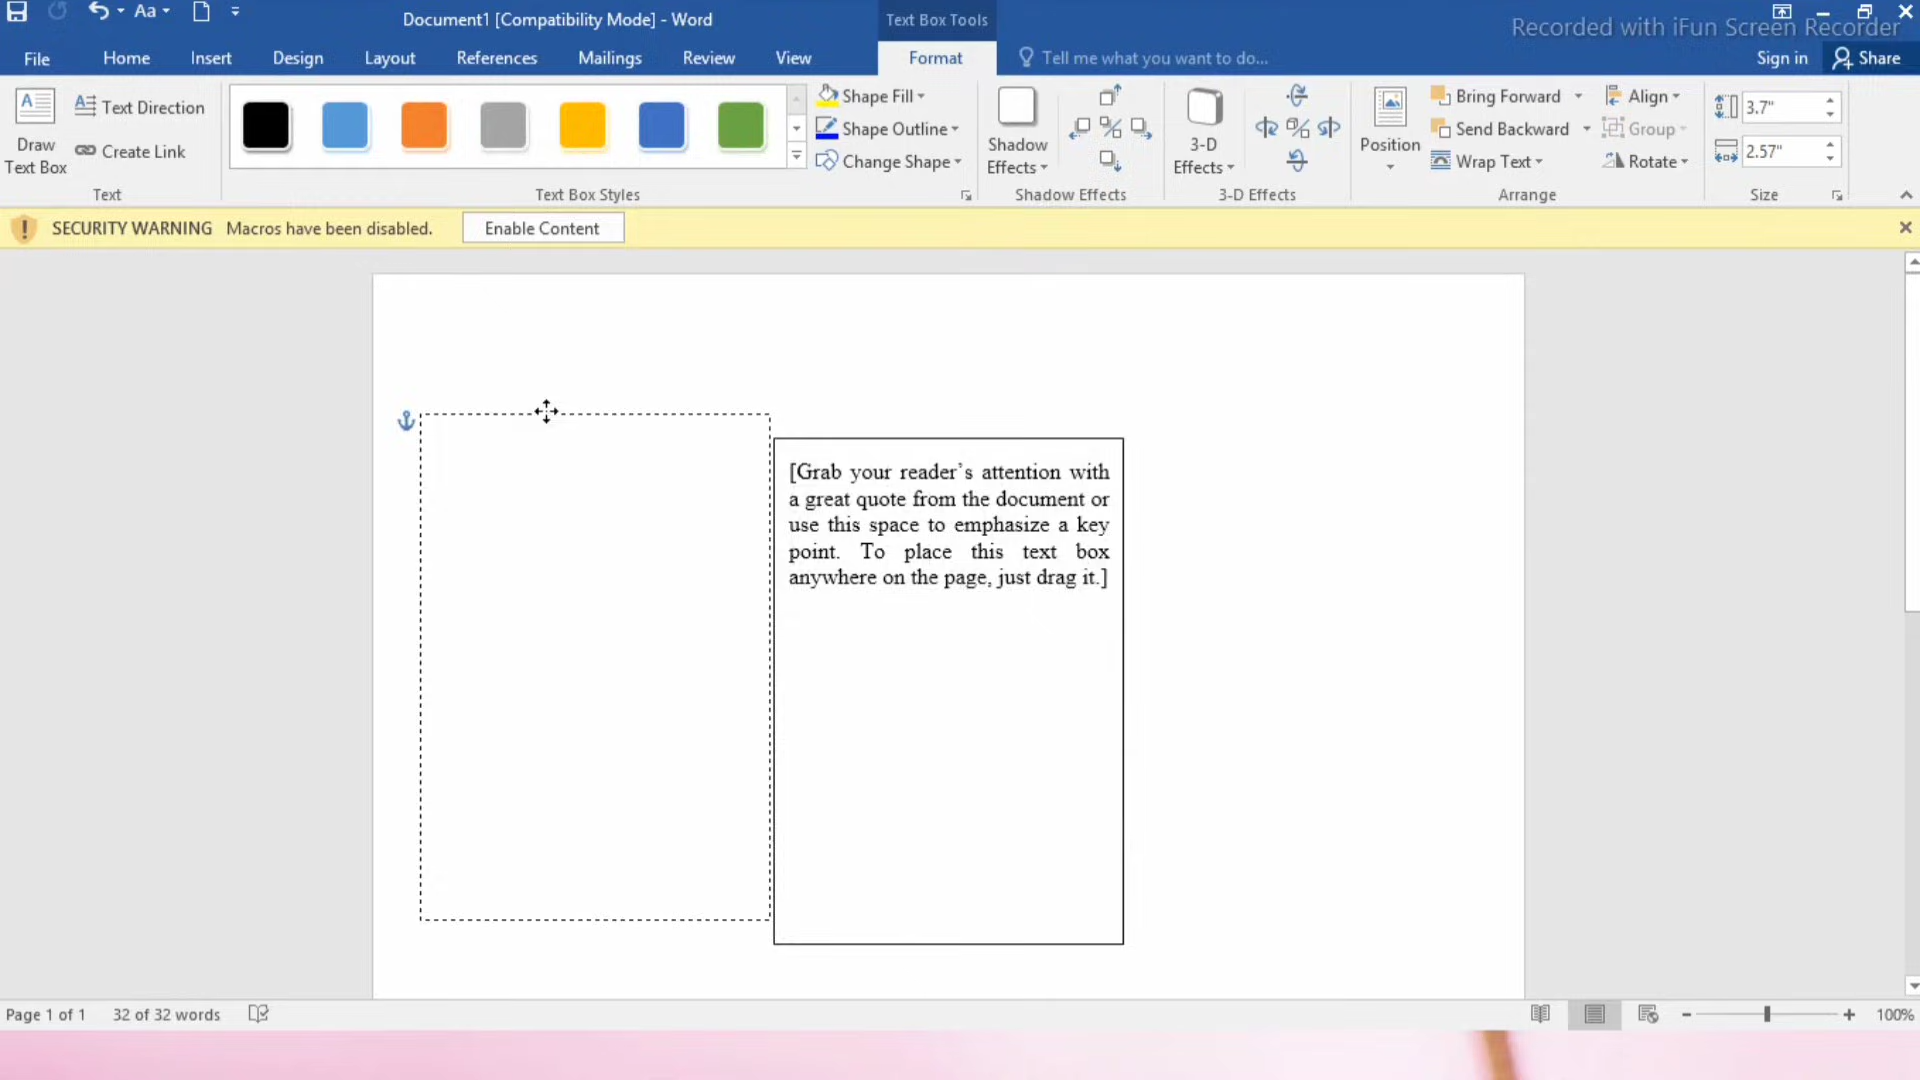 Aa
Document1 [Compatibility Mode] - Word
Text Box Tools
Recorded with iFun Screen Recorder
File
Home
Insert
Design
Layout
References
Mailings
Review
View
Format
Tell me what you want to do...
Sign in
Share
Draw
Text Box
Text Direction
Create Link
Text
Shape Fill
Shape Outline
Change Shape
Text Box Styles
Shadow
Effects
Shadow Effects
3-D
Effects
3-D Effects
Position
Bring Forward
Send Backward
Wrap Text
Align
Group
Rotate
Arrange
3.7"
2.57"
Size
SECURITY WARNING Macros have been disabled.
Enable Content
[Grab your reader’s attention with
a great quote from the document or
use this space to emphasize a key
point. To place this text box
anywhere on the page, just drag it.]
Page 1 of 1
32 of 32 words
100%